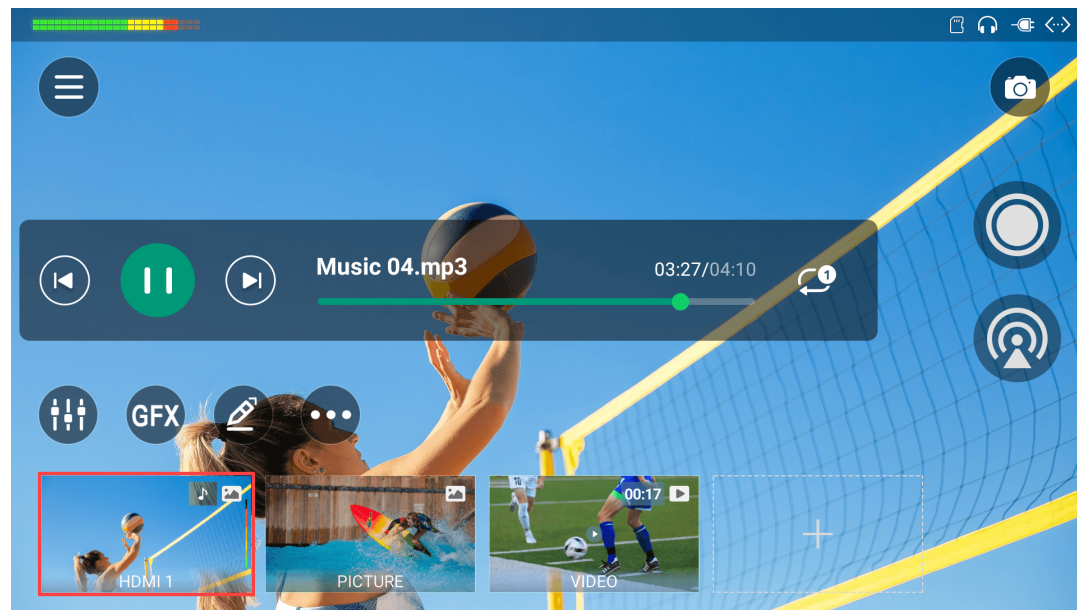 Music 04.mp3
03:27/04:10
1
GFX
HDMI 1
PICTURE
00:17
VIDEO